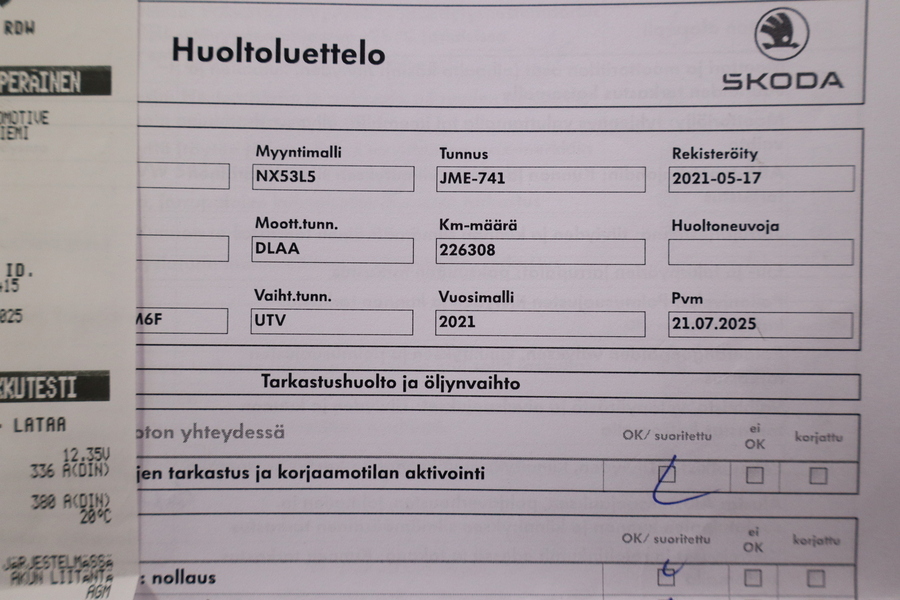 RDW
PERÄINEN
OMOTIVE
IEMI
ID.
415
025
KKUTESTI
LATAA
12.35V
336 A(DIN)
300 A(DIN)
20°C
JÄRJESTELMÄSSÄ
AKUN LIITÄNTÄ
AGM
Huoltoluettelo
SKODA
Myyntimalli
Tunnus
Rekisteröity
NX53L5
JME-741
2021-05-17
Moott.tunn.
Km-määrä
Huoltoneuvoja
DLAA
226308
Vaiht.tunn.
Vuosimalli
Pvm
M6F
UTV
2021
21.07.2025
Tarkastushuolto ja öljynvaihto
oton yhteydessä
OK/ suoritettu
ei OK
korjattu
jen tarkastus ja korjaamotilan aktivointi
OK/ suoritettu
ei OK
korjattu
: nollaus